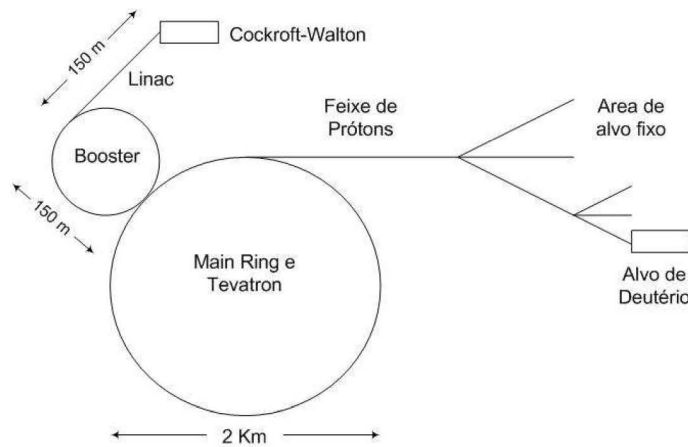 150 m
Cockroft-Walton
Linac
Feixe de
Prótons
Area de
alvo fixo
Booster
150 m
Main Ring e
Tevatron
Alvo de
Deutério
2 Km